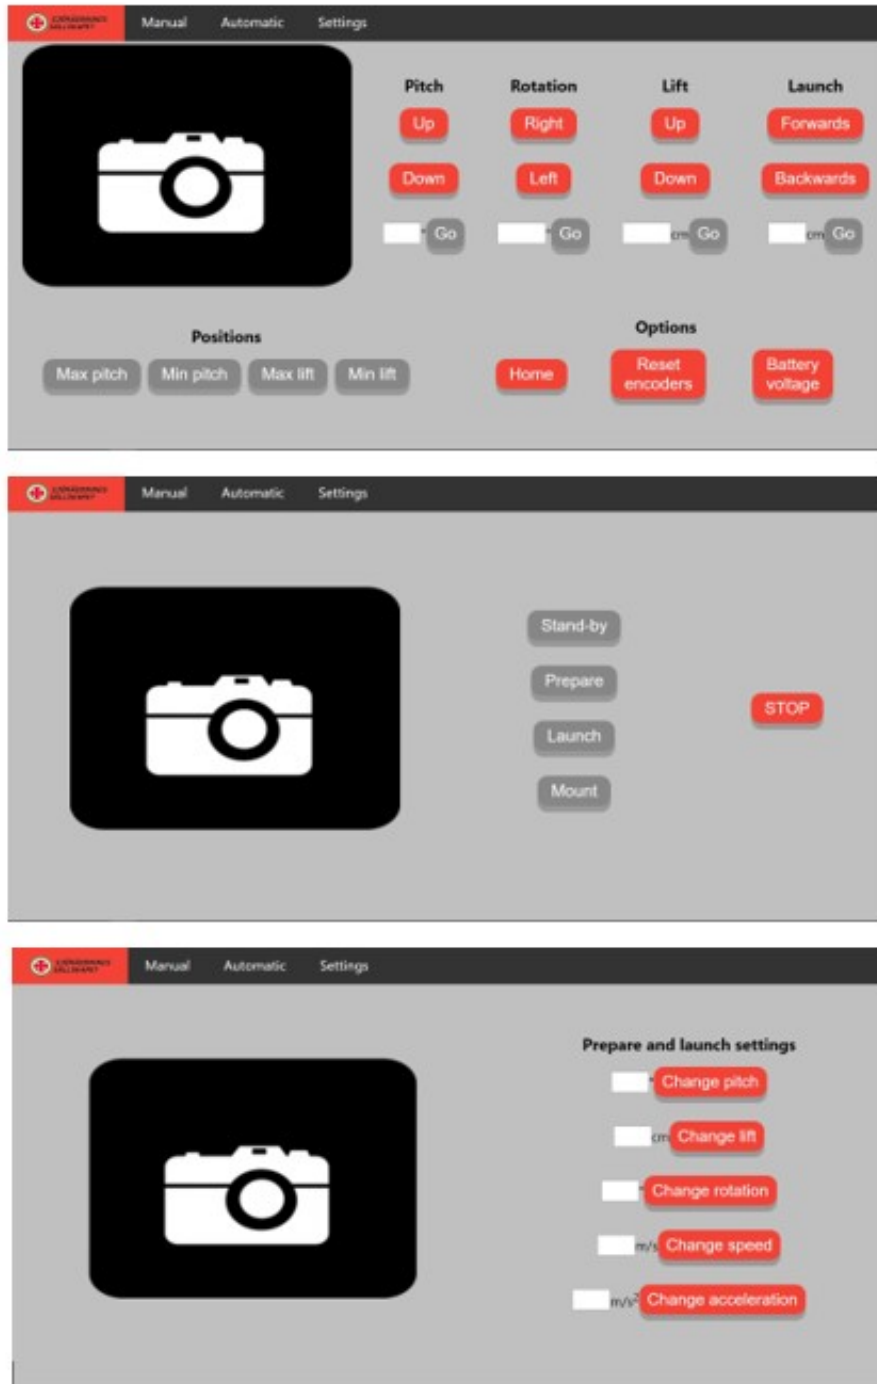 Manual Automatic Settings
Pitch Rotation Lift Launch
Up Right Up Forwards
Down Left Down Backwards
° Go ° Go cm Go cm Go
Positions
Options
Max pitch Min pitch Max lift Min lift
Home Reset encoders Battery voltage
Manual Automatic Settings
Stand-by
Prepare
Launch
Mount
STOP
Manual Automatic Settings
Prepare and launch settings
° Change pitch
cm Change lift
° Change rotation
m/s Change speed
m/s² Change acceleration